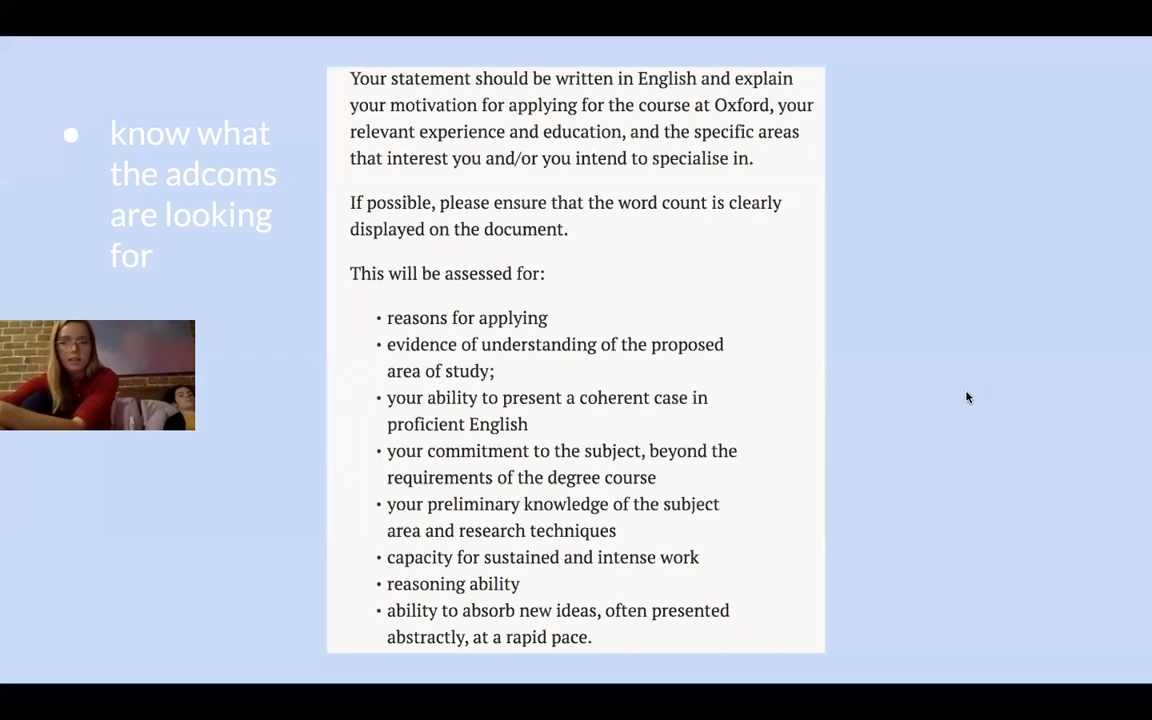 know what
the adcoms
are looking
for
Your statement should be written in English and explain
your motivation for applying for the course at Oxford, your
relevant experience and education, and the specific areas
that interest you and/or you intend to specialise in.
If possible, please ensure that the word count is clearly
displayed on the document.
This will be assessed for:
• reasons for applying
• evidence of understanding of the proposed
area of study;
• your ability to present a coherent case in
proficient English
• your commitment to the subject, beyond the
requirements of the degree course
• your preliminary knowledge of the subject
area and research techniques
• capacity for sustained and intense work
• reasoning ability
• ability to absorb new ideas, often presented
abstractly, at a rapid pace.